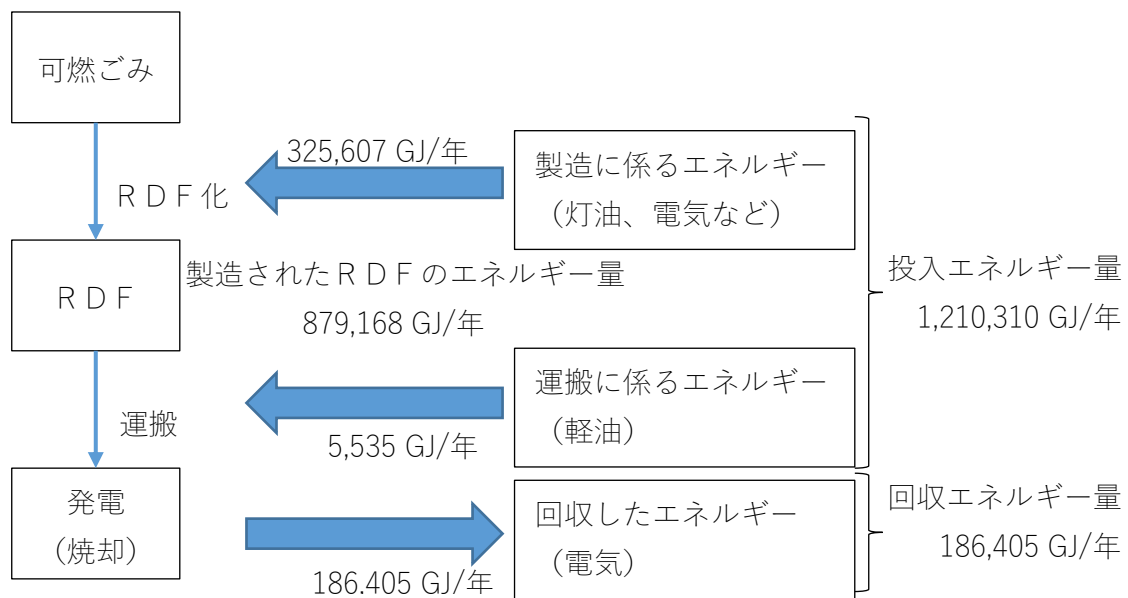 可燃ごみ
325,607 GJ/年
製造に係るエネルギー
（灯油、電気など）
ＲＤＦ化
製造されたＲＤＦのエネルギー量
879,168 GJ/年
ＲＤＦ
投入エネルギー量
1,210,310 GJ/年
運搬に係るエネルギー
（軽油）
運搬
5,535 GJ/年
発電
（焼却）
回収したエネルギー
（電気）
186,405 GJ/年
回収エネルギー量
186,405 GJ/年